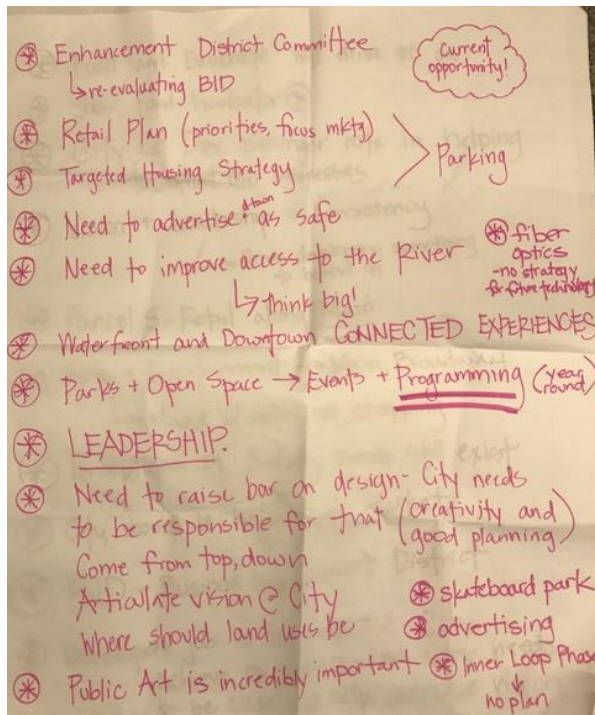 Enhancement District Committee
↳re-evaluating BID
Current
opportunity!
Retail Plan (priorities, focus mktg)
Targeted Housing Strategy
Parking
Need to advertise d-town as safe
Need to improve access to the River
↳think big!
fiber
optics
-no strategy
for future technology
Waterfront and Downtown CONNECTED EXPERIENCES
Parks + Open Space → Events + Programming (year round)
LEADERSHIP.
Need to raise bar on design- City needs
to be responsible for that (creativity and
good planning)
Come from top, down
Articulate vision @ City
Where should land uses be
skateboard park
advertising
Public Art is incredibly important
Inner Loop Phase
↓
no plan